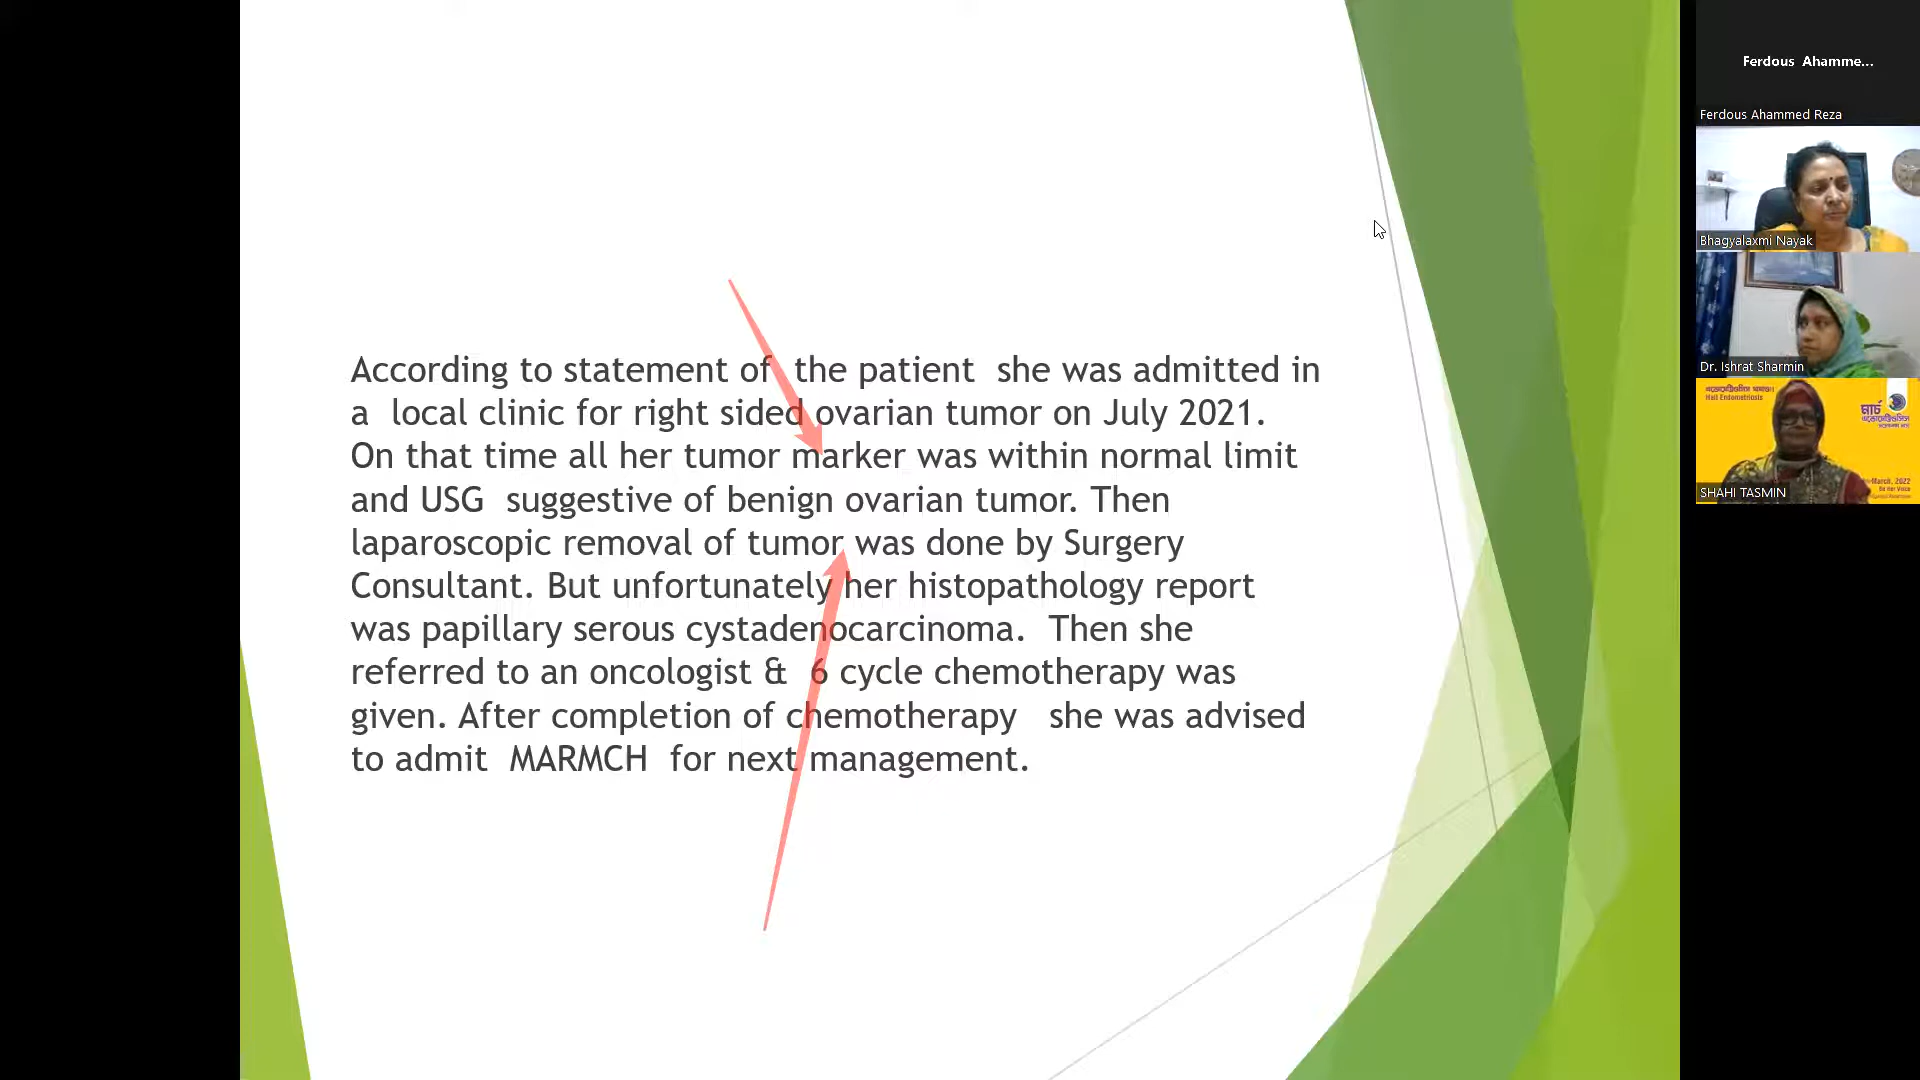 According to statement of the patient she was admitted in
a local clinic for right sided ovarian tumor on July 2021.
On that time all her tumor marker was within normal limit
and USG suggestive of benign ovarian tumor. Then
laparoscopic removal of tumor was done by Surgery
Consultant. But unfortunately her histopathology report
was papillary serous cystadenocarcinoma. Then she
referred to an oncologist & 6 cycle chemotherapy was
given. After completion of chemotherapy she was advised
to admit MARMCH for next management.
Ferdous Ahamme...
Ferdous Ahammed Reza
Bhagyalaxmi Nayak
Dr. Ishrat Sharmin
Hail Endometriosis
মার্চ
March, 2022
SHAHI TASMIN